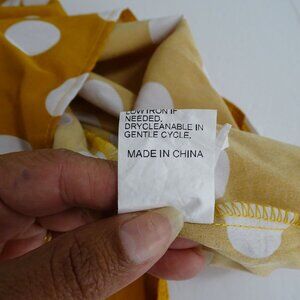 LOW IRON IF
NEEDED,
DRYCLEANABLE IN
GENTLE CYCLE.
MADE IN CHINA